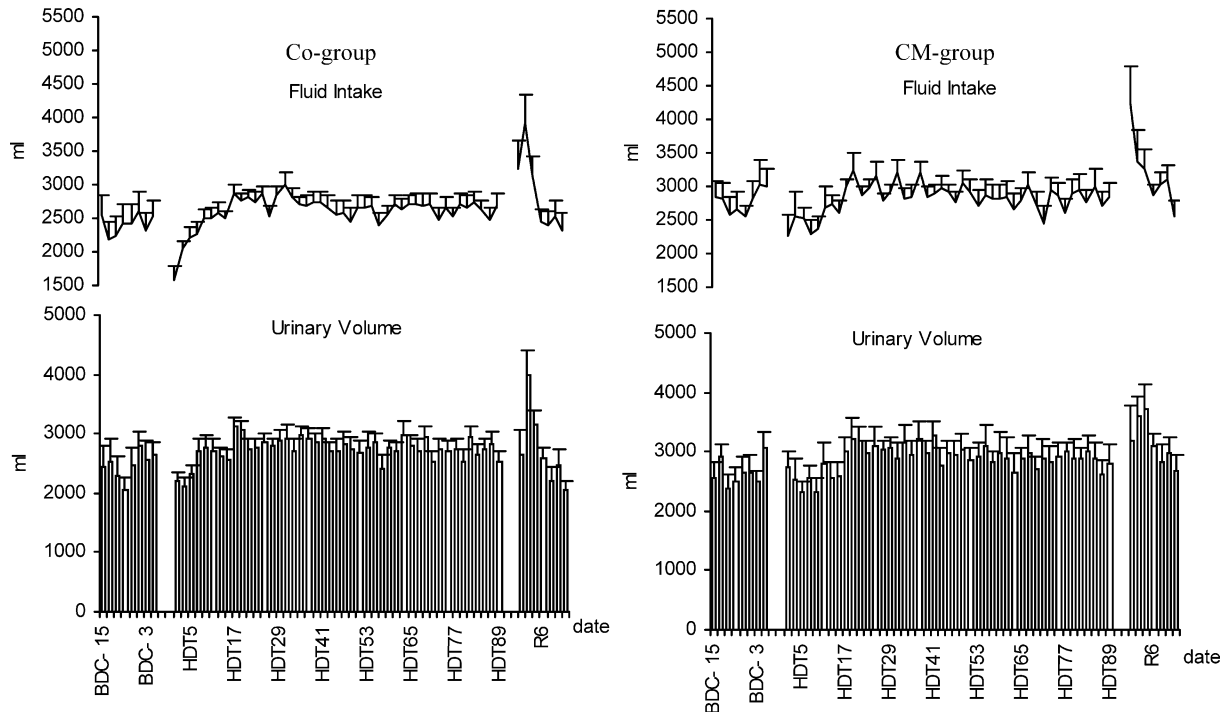 Co-group
Fluid Intake
5500
5000
4500
4000
3500
3000
2500
2000
1500
ml
Urinary Volume
5000
4000
3000
2000
1000
0
ml
BDC- 15
BDC- 3
HDT5
HDT17
HDT29
HDT41
HDT53
HDT65
HDT77
HDT89
R6
date
CM-group
Fluid Intake
5500
5000
4500
4000
3500
3000
2500
2000
1500
ml
Urinary Volume
5000
4000
3000
2000
1000
0
ml
BDC- 15
BDC- 3
HDT5
HDT17
HDT29
HDT41
HDT53
HDT65
HDT77
HDT89
R6
date